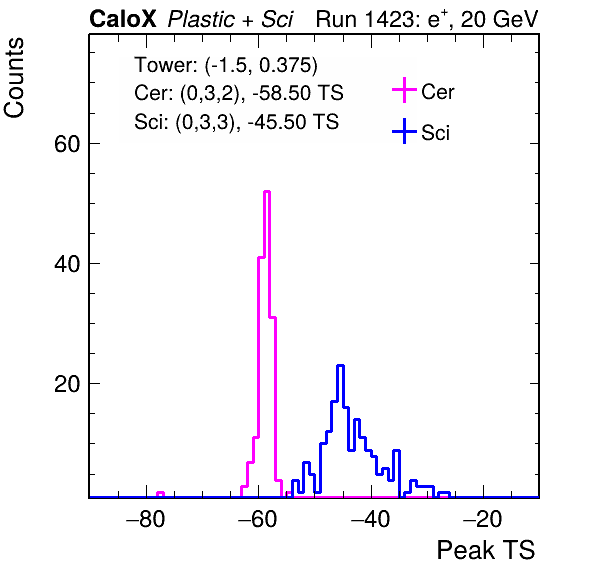 CaloX Plastic + Sci Run 1423: e+, 20 GeV
Counts
Tower: (-1.5, 0.375)
Cer: (0,3,2), -58.50 TS
Sci: (0,3,3), -45.50 TS
Cer
Sci
60
40
20
−80 −60 −40 −20
Peak TS